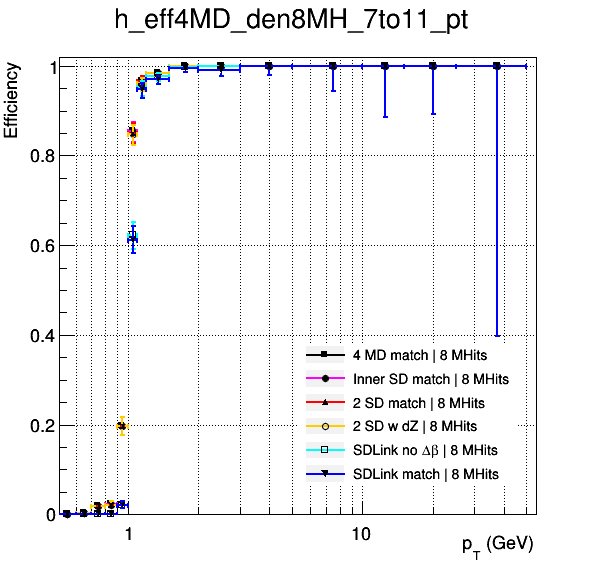 h_eff4MD_den8MH_7to11_pt
Efficiency
1
0.8
0.6
0.4
0.2
0
4 MD match | 8 MHits
Inner SD match | 8 MHits
2 SD match | 8 MHits
2 SD w dZ | 8 MHits
SDLink no Δβ | 8 MHits
SDLink match | 8 MHits
1
10
p_T (GeV)